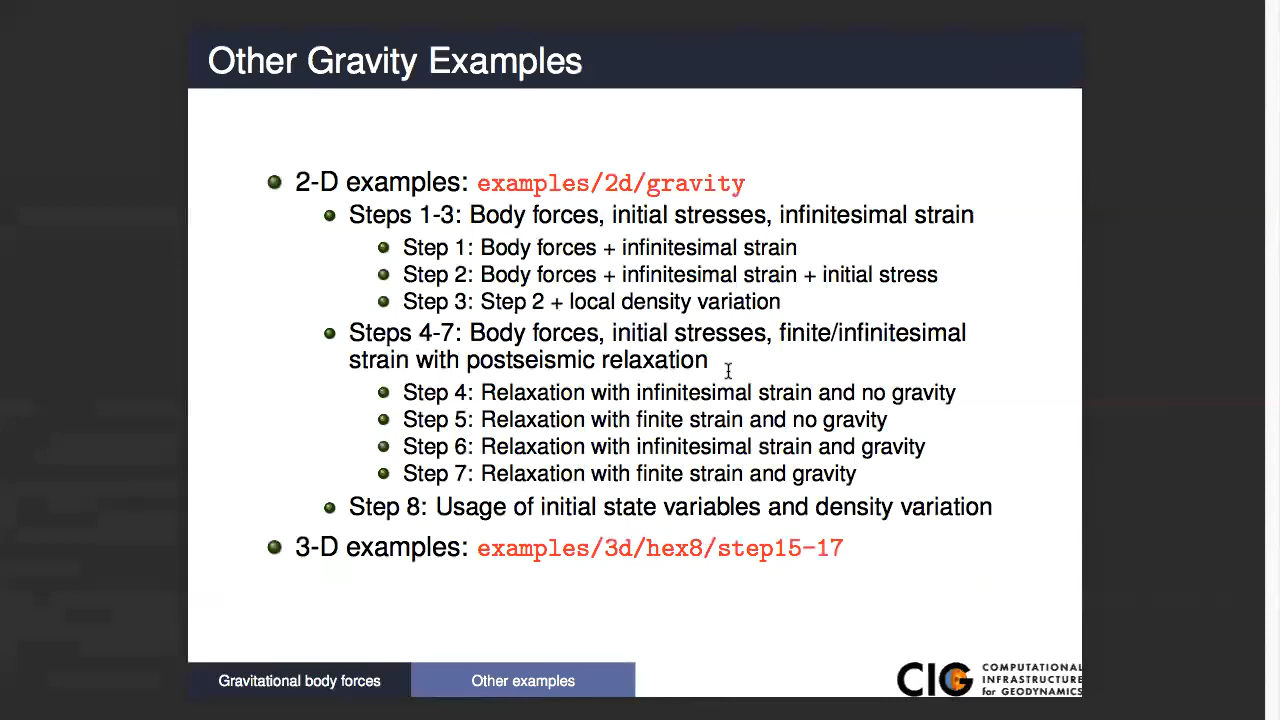 Other Gravity Examples
2-D examples: examples/2d/gravity
Steps 1-3: Body forces, initial stresses, infinitesimal strain
Step 1: Body forces + infinitesimal strain
Step 2: Body forces + infinitesimal strain + initial stress
Step 3: Step 2 + local density variation
Steps 4-7: Body forces, initial stresses, finite/infinitesimal
strain with postseismic relaxation
Step 4: Relaxation with infinitesimal strain and no gravity
Step 5: Relaxation with finite strain and no gravity
Step 6: Relaxation with infinitesimal strain and gravity
Step 7: Relaxation with finite strain and gravity
Step 8: Usage of initial state variables and density variation
3-D examples: examples/3d/hex8/step15-17
Gravitational body forces
Other examples
CIG
COMPUTATIONAL
INFRASTRUCTURE
for GEODYNAMICS